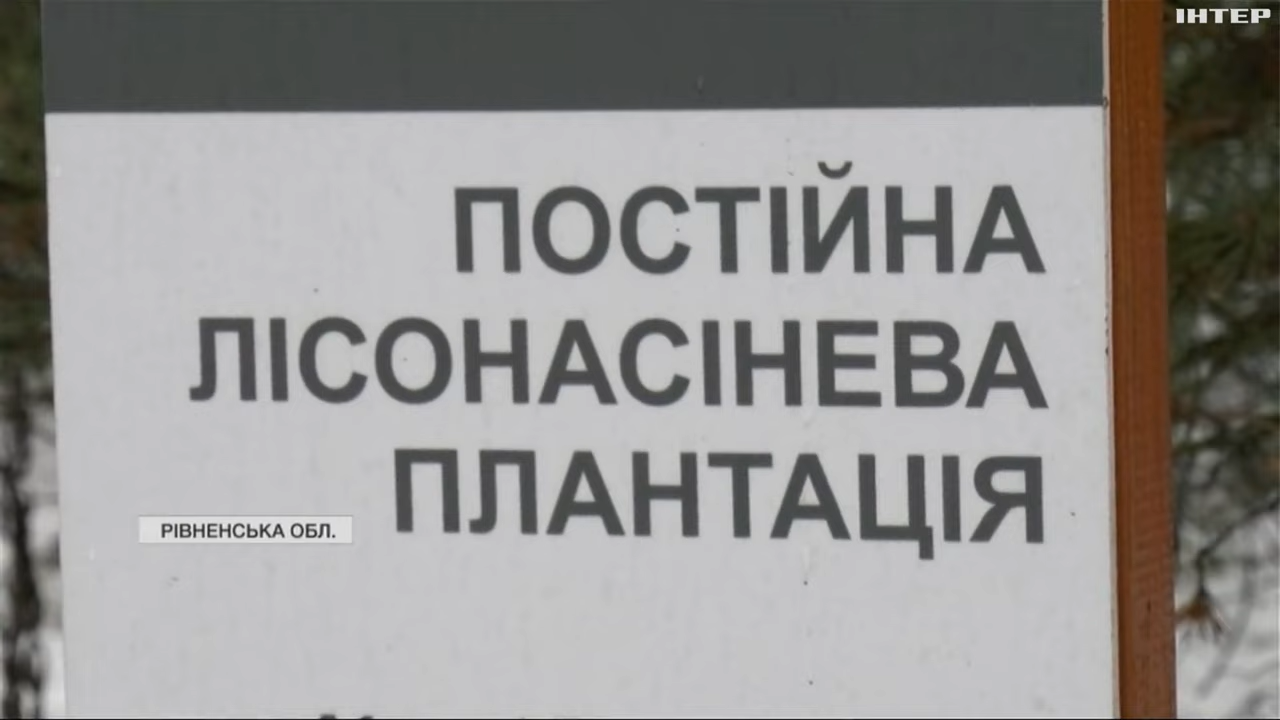 ІНТЕР
ПОСТІЙНА
ЛІСОНАСІНЕВА
ПЛАНТАЦІЯ
РІВНЕНСЬКА ОБЛ.